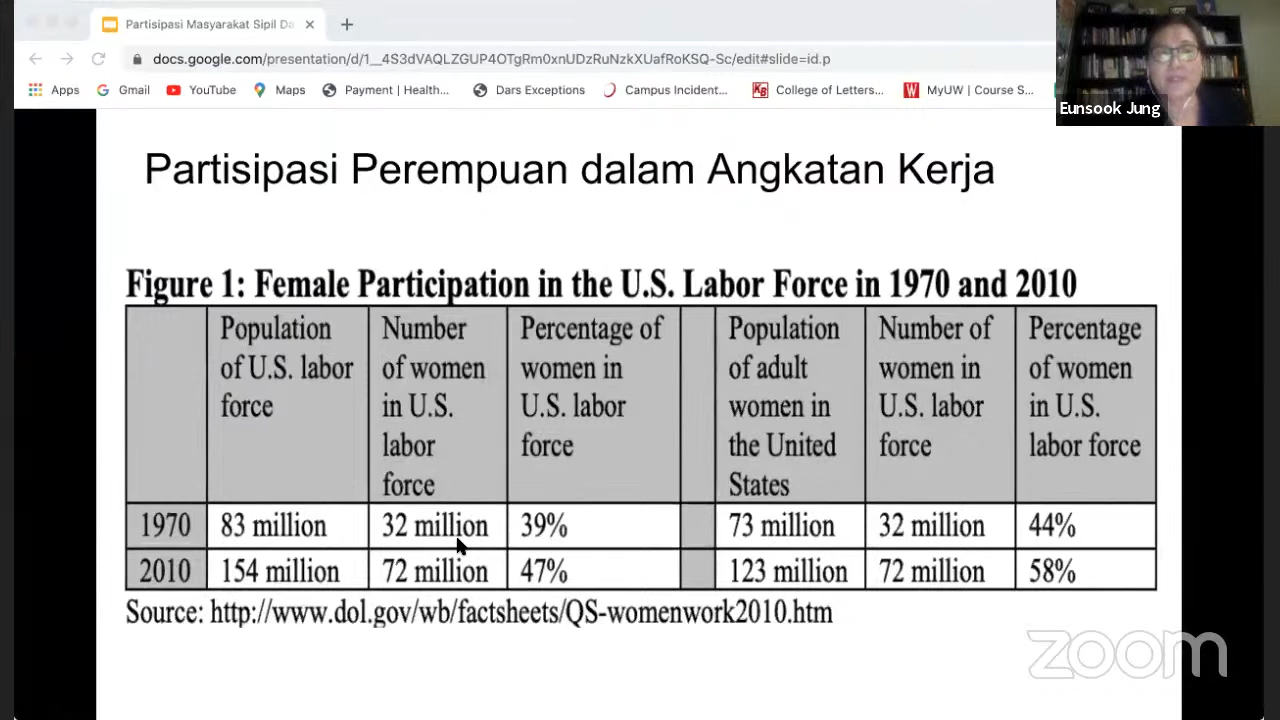 Partisipasi Masyarakat Sipil Da
docs.google.com/presentation/d/1__4S3dVAQLZGUP4OTgRm0xnUDzRuNzkXUafRoKSQ-Sc/edit#slide=id.p
Apps Gmail YouTube Maps Payment | Health... Dars Exceptions Campus Incident... College of Letters... MyUW | Course S...
Eunsook Jung
Partisipasi Perempuan dalam Angkatan Kerja
Figure 1: Female Participation in the U.S. Labor Force in 1970 and 2010
Population of U.S. labor force
Number of women in U.S. labor force
Percentage of women in U.S. labor force
Population of adult women in the United States
Number of women in U.S. labor force
Percentage of women in U.S. labor force
1970 83 million 32 million 39% 73 million 32 million 44%
2010 154 million 72 million 47% 123 million 72 million 58%
Source: http://www.dol.gov/wb/factsheets/QS-womenwork2010.htm
zoom